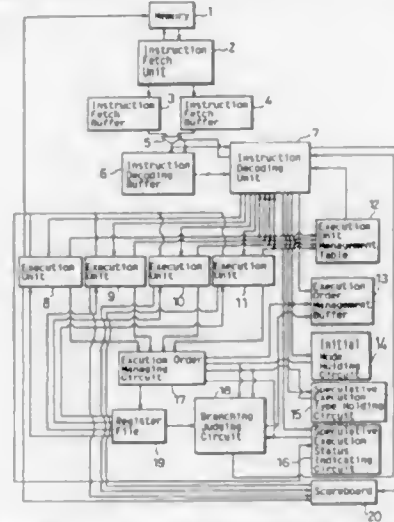 Memory
1
Instruction
Fetch
Unit
2
Instruction
Fetch
Buffer
3
Instruction
Fetch
Buffer
4
5
Instruction
Decoding
Buffer
6
Instruction
Decoding
Unit
7
Execution
Unit
Management
Table
12
Execution
Unit
8
Execution
Unit
9
Execution
Unit
10
Execution
Unit
11
Execution
Order
Management
Buffer
13
Initial
Mode
Holding
Circuit
14
Excution Order
Managing
Circuit
17
Speculative
Execution
Type Holding
Circuit
15
Register
File
19
Branching
Judging
Circuit
18
Speculative
Execution
Status
Indicating
Circuit
16
Scoreboard
20